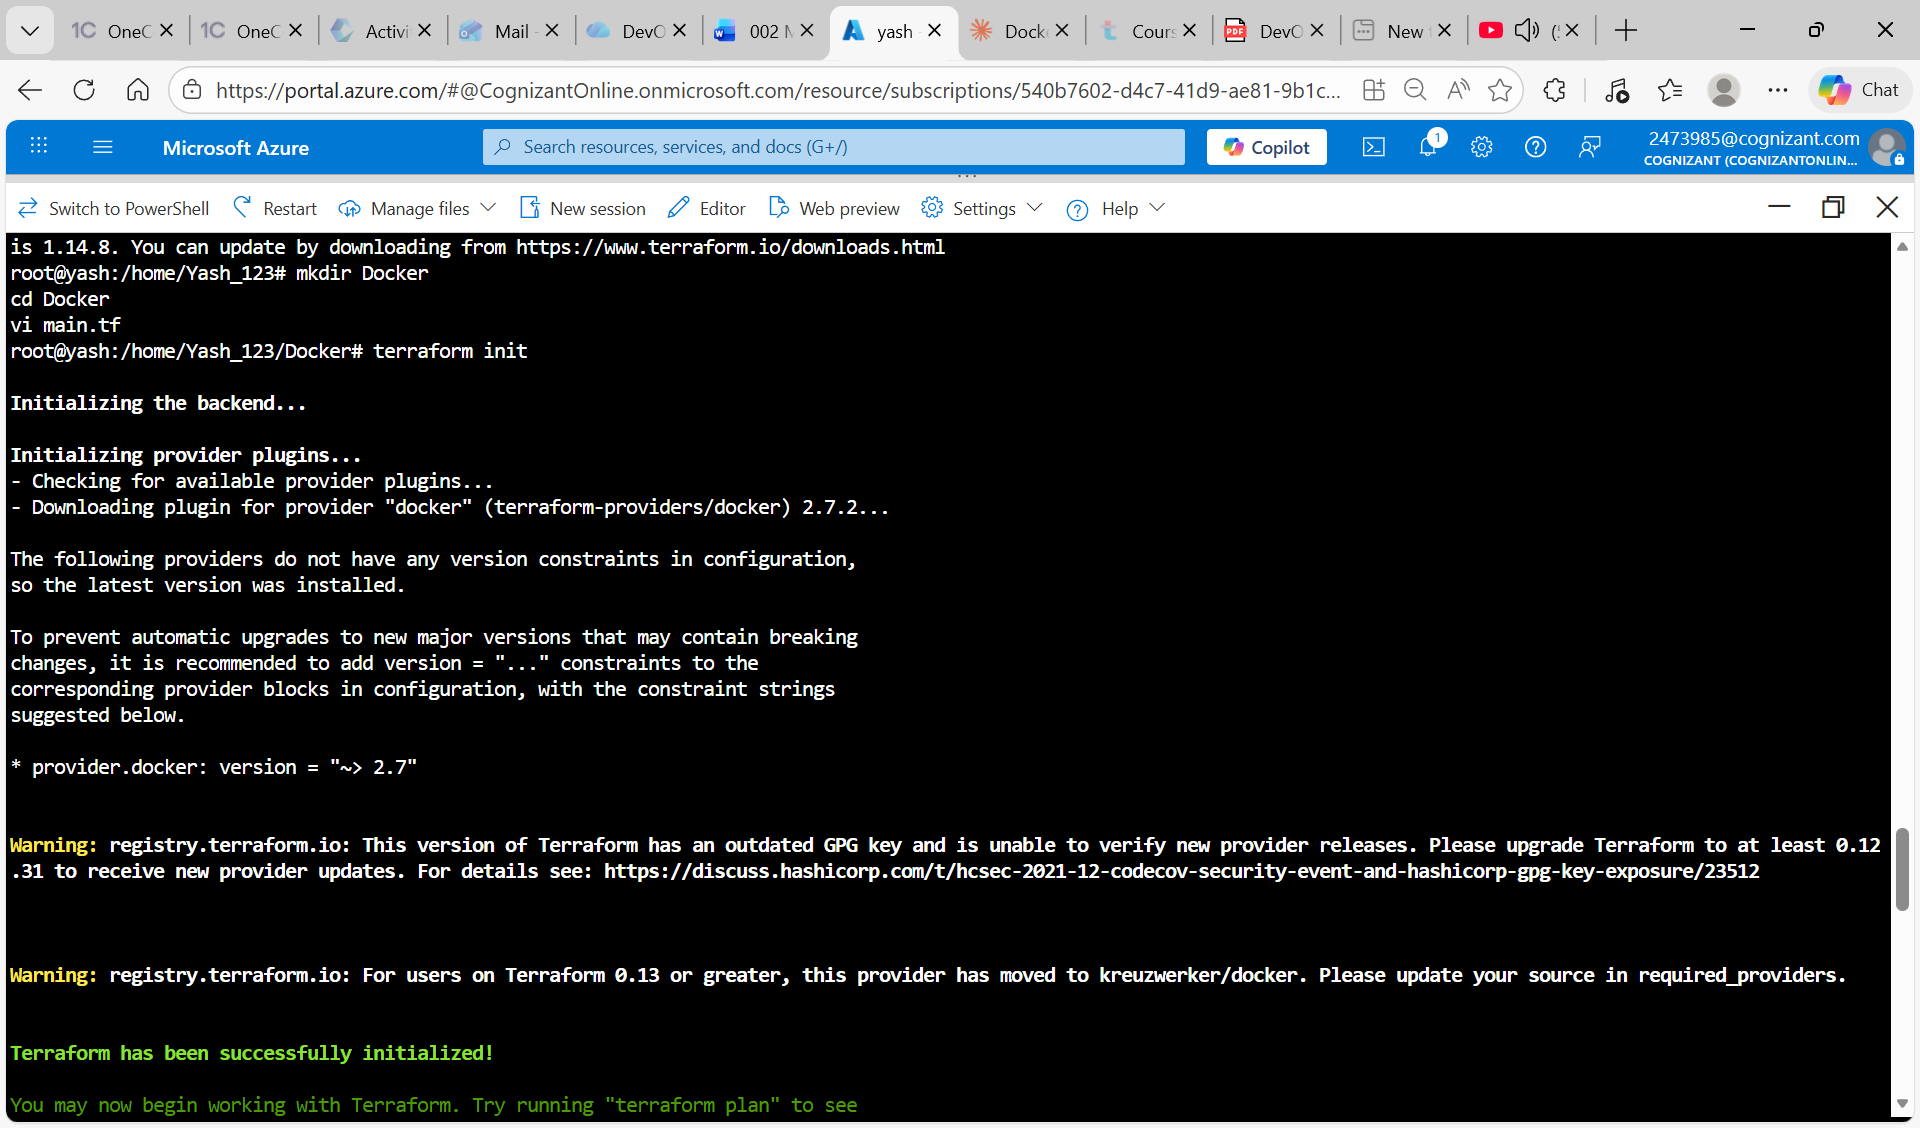 OneC
OneC
Activi
Mail -
DevO
002 M
yash
Docke
Cours
DevO
New t
(!
https://portal.azure.com/#@CognizantOnline.onmicrosoft.com/resource/subscriptions/540b7602-d4c7-41d9-ae81-9b1c...
Chat
Microsoft Azure
Search resources, services, and docs (G+/)
Copilot
1
2473985@cognizant.com
COGNIZANT (COGNIZANTONLIN...
Switch to PowerShell
Restart
Manage files
New session
Editor
Web preview
Settings
Help
is 1.14.8. You can update by downloading from https://www.terraform.io/downloads.html
root@yash:/home/Yash_123# mkdir Docker
cd Docker
vi main.tf
root@yash:/home/Yash_123/Docker# terraform init
Initializing the backend...
Initializing provider plugins...
- Checking for available provider plugins...
- Downloading plugin for provider "docker" (terraform-providers/docker) 2.7.2...
The following providers do not have any version constraints in configuration,
so the latest version was installed.
To prevent automatic upgrades to new major versions that may contain breaking
changes, it is recommended to add version = "..." constraints to the
corresponding provider blocks in configuration, with the constraint strings
suggested below.
* provider.docker: version = "~> 2.7"
Warning: registry.terraform.io: This version of Terraform has an outdated GPG key and is unable to verify new provider releases. Please upgrade Terraform to at least 0.12
.31 to receive new provider updates. For details see: https://discuss.hashicorp.com/t/hcsec-2021-12-codecov-security-event-and-hashicorp-gpg-key-exposure/23512
Warning: registry.terraform.io: For users on Terraform 0.13 or greater, this provider has moved to kreuzwerker/docker. Please update your source in required_providers.
Terraform has been successfully initialized!
You may now begin working with Terraform. Try running "terraform plan" to see